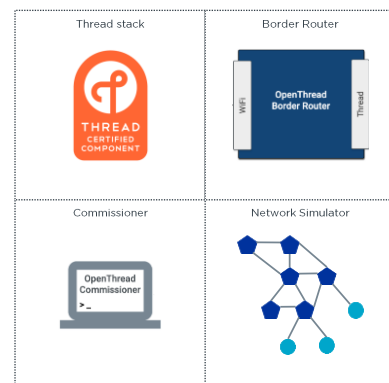 Thread stack
Border Router
THREAD
CERTIFIED
COMPONENT
WiFi
OpenThread
Border Router
Thread
Commissioner
Network Simulator
OpenThread
Commissioner
>_